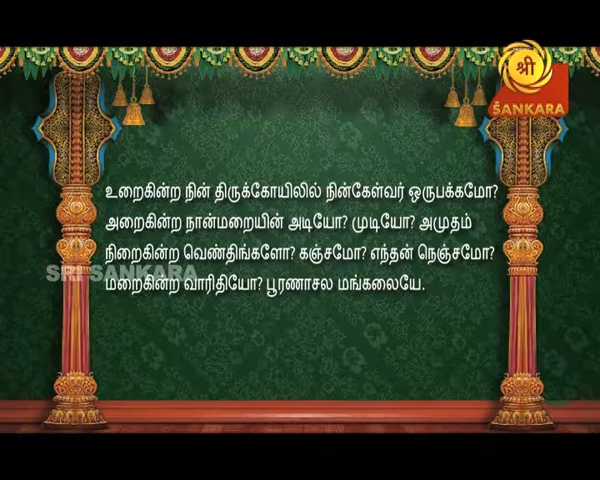 ஸ்ரீ
SANKARA
உறைகின்ற நின் திருக்கோயிலில் நின்கேள்வர் ஒருபக்கமோ?
அறைகின்ற நான்மறையின் அடியோ? முடியோ? அமுதம்
நிறைகின்ற வெண்திங்களோ? கஞ்சமோ? எந்தன் நெஞ்சமோ?
SRI SANKARA
மறைகின்ற வாரிதியோ? பூரணாசல மங்கலையே.